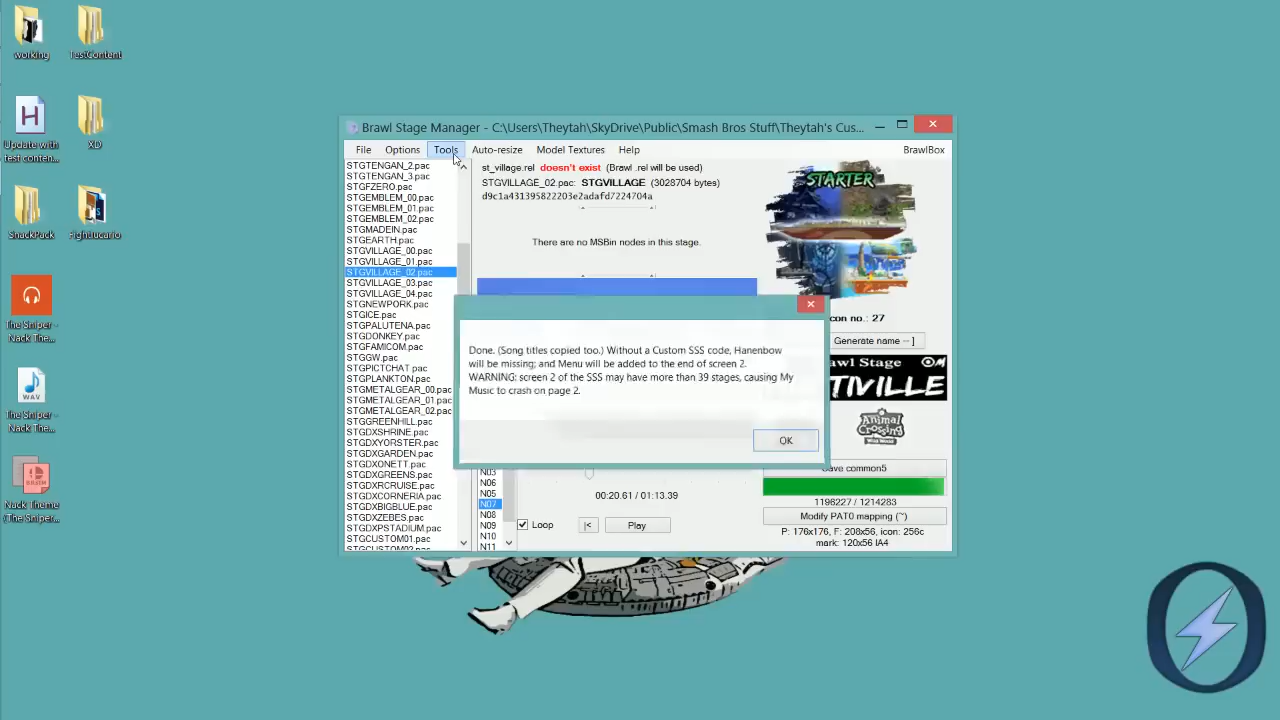 working
TestContent
Update with
test conten...
XD
ShackPack
Fightlucario
The Sniper -
Nack The...
WAV
The Sniper -
Nack The...
Nack Theme
(The Sniper...
Brawl Stage Manager - C:\Users\Theytah\SkyDrive\Public\Smash Bros Stuff\Theytah's Cus...
File Options Tools Auto-resize Model Textures Help BrawlBox
STGTENGAN_2.pac
STGTENGAN_3.pac
STGFZERO.pac
STGEMBLEM_00.pac
STGEMBLEM_01.pac
STGEMBLEM_02.pac
STGMADEIN.pac
STGEARTH.pac
STGVILLAGE_00.pac
STGVILLAGE_01.pac
STGVILLAGE_02.pac
STGVILLAGE_03.pac
STGVILLAGE_04.pac
STGNEWPORK.pac
STGICE.pac
STGPALUTENA.pac
STGDONKEY.pac
STGFAMICOM.pac
STGGW.pac
STGPICTCHAT.pac
STGPLANKTON.pac
STGMETALGEAR_00.pac
STGMETALGEAR_01.pac
STGMETALGEAR_02.pac
STGGREENHILL.pac
STGDXSHRINE.pac
STGDXYORSTER.pac
STGDXGARDEN.pac
STGDXONETT.pac
STGDXGREENS.pac
STGDXRCRUISE.pac
STGDXCORNERIA.pac
STGDXBIGBLUE.pac
STGDXZEBES.pac
STGDXPSTADIUM.pac
STGCUSTOM01.pac
st_village.rel doesn't exist (Brawl .rel will be used)
STGVILLAGE_02.pac: STGVILLAGE (3028704 bytes)
d9c1a431395822203e2adafd7224704a
There are no MSBin nodes in this stage.
Done. (Song titles copied too.) Without a Custom SSS code, Hanenbow
will be missing; and Menu will be added to the end of screen 2.
WARNING: screen 2 of the SSS may have more than 39 stages, causing My
Music to crash on page 2.
OK
N03
N06
N05
N07
N08
N09
N10
N11
00:20.61 / 01:13.39
Loop |< Play
STARTER
con no.: 27
Generate name -- ]
rawl Stage
TIVILLE
Animal
Crossing
Save common5
1196227 / 1214283
Modify PAT0 mapping (~)
P: 176x176, F: 208x56, icon: 256c
mark: 120x56 IA4